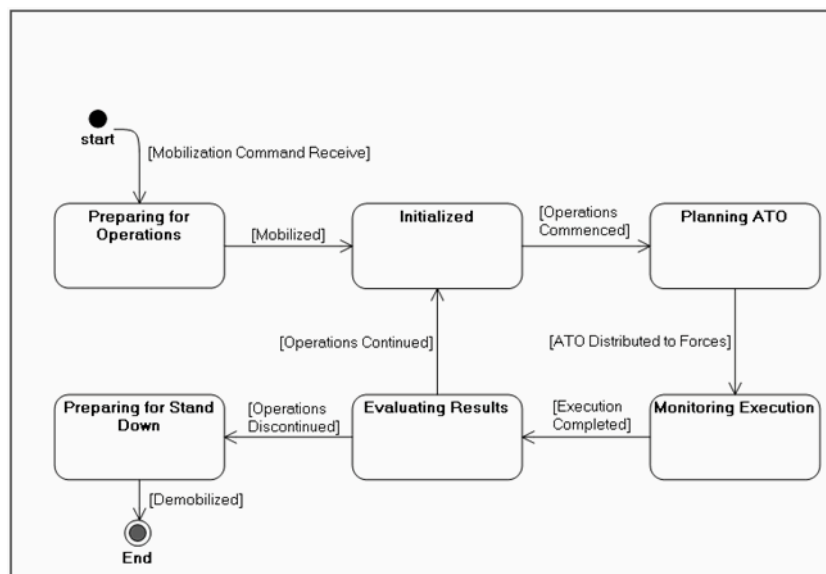 start
[Mobilization Command Receive]
Preparing for
Operations
[Mobilized]
Initialized
[Operations
Commenced]
Planning ATO
[Operations Continued]
[ATO Distributed to Forces]
Preparing for Stand
Down
[Operations
Discontinued]
Evaluating Results
[Execution
Completed]
Monitoring Execution
[Demobilized]
End